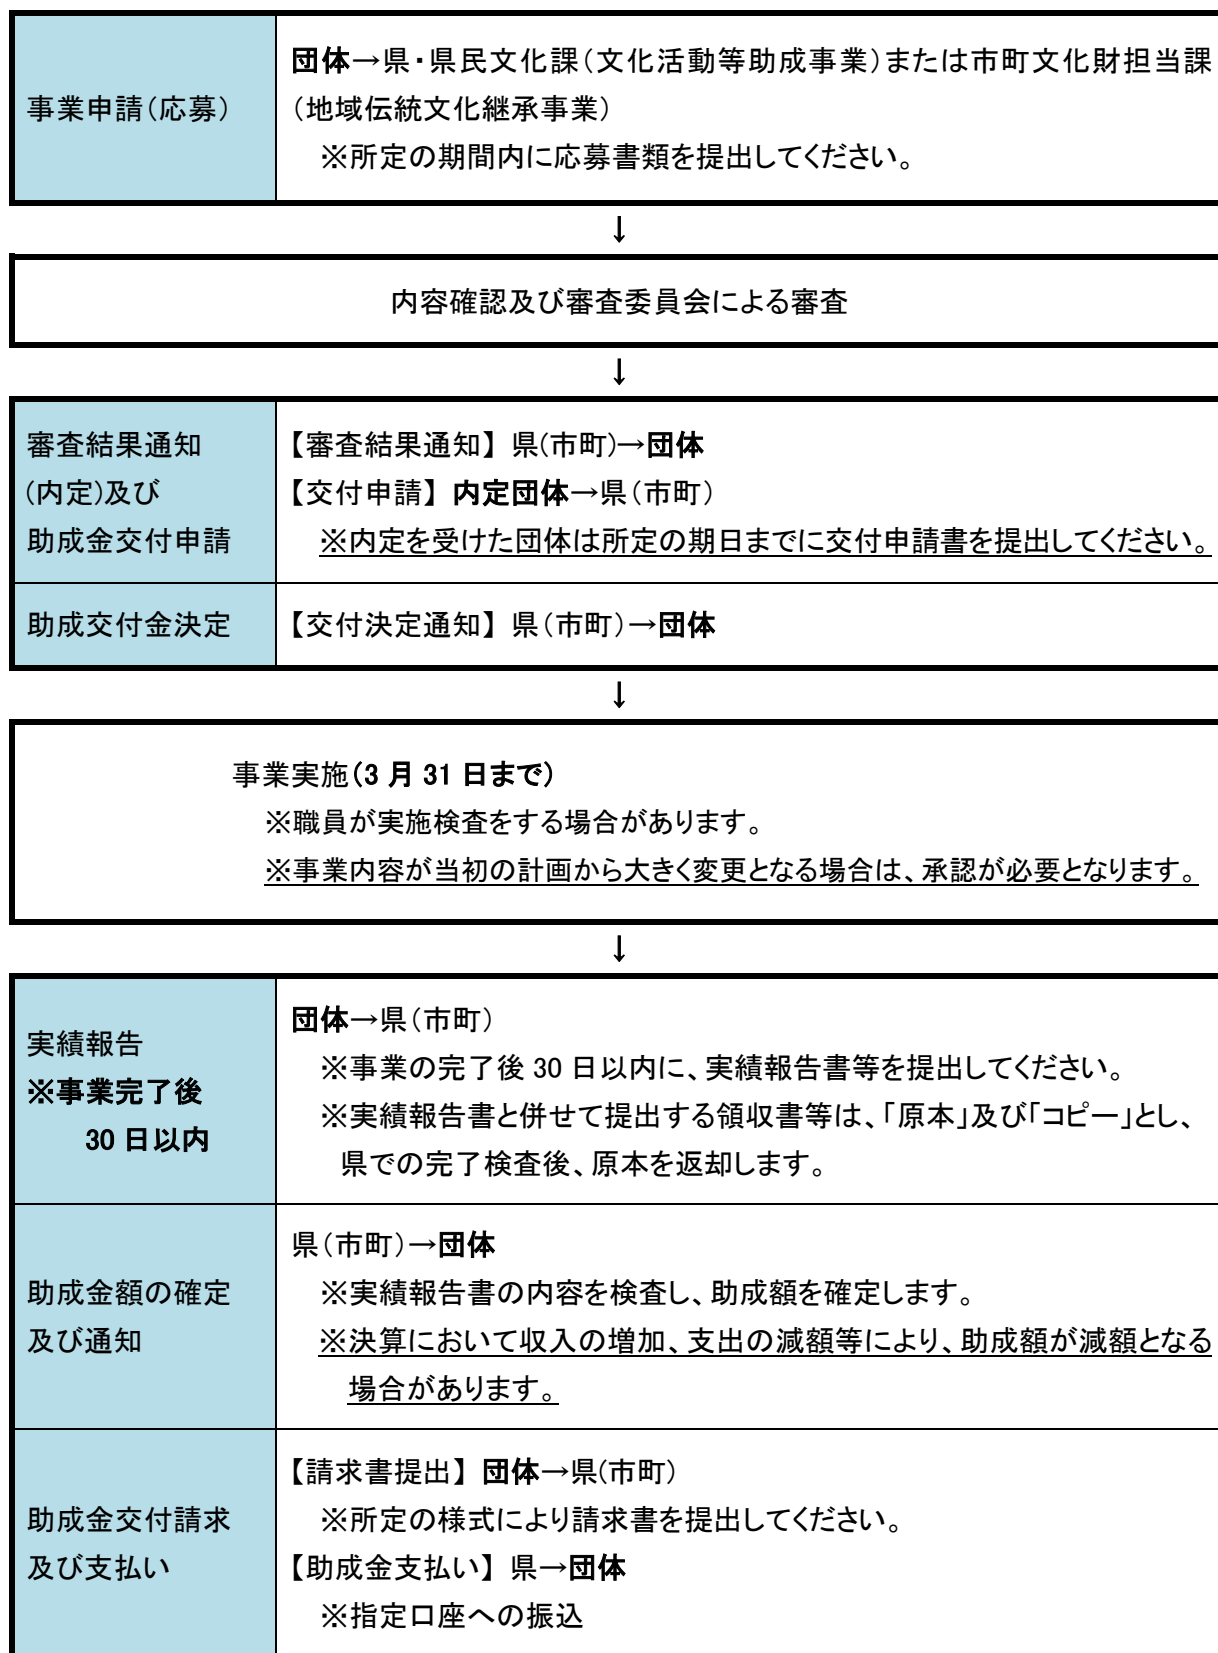 事業申請（応募）
団体→県・県民文化課（文化活動等助成事業）または市町文化財担当課
（地域伝統文化継承事業）
※所定の期間内に応募書類を提出してください。
↓
内容確認及び審査委員会による審査
↓
審査結果通知
(内定)及び
助成金交付申請
【審査結果通知】 県(市町)→団体
【交付申請】 内定団体→県（市町）
※内定を受けた団体は所定の期日までに交付申請書を提出してください。
助成交付金決定
【交付決定通知】 県（市町）→団体
↓
事業実施（3 月 31 日まで）
※職員が実施検査をする場合があります。
※事業内容が当初の計画から大きく変更となる場合は、承認が必要となります。
↓
実績報告
※事業完了後
30 日以内
団体→県（市町）
※事業の完了後 30 日以内に、実績報告書等を提出してください。
※実績報告書と併せて提出する領収書等は、「原本」及び「コピー」とし、
県での完了検査後、原本を返却します。
助成金額の確定
及び通知
県（市町）→団体
※実績報告書の内容を検査し、助成額を確定します。
※決算において収入の増加、支出の減額等により、助成額が減額となる
場合があります。
助成金交付請求
及び支払い
【請求書提出】 団体→県(市町)
※所定の様式により請求書を提出してください。
【助成金支払い】 県→団体
※指定口座への振込